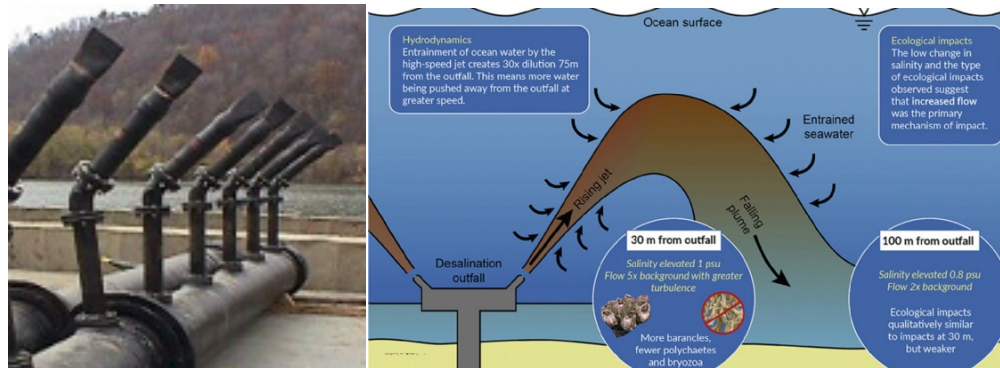 Ocean surface
Hydrodynamics
Entrainment of ocean water by the
high-speed jet creates 30x dilution 75m
from the outfall. This means more water
being pushed away from the outfall at
greater speed.
Ecological impacts
The low change in
salinity and the type
of ecological impacts
observed suggest
that increased flow
was the primary
mechanism of impact.
Entrained
seawater
Rising jet
Falling
plume
Desalination
outfall
30 m from outfall
Salinity elevated 1 psu
Flow 5x background with greater
turbulence
More barancles,
fewer polychaetes
and bryozoa
100 m from outfall
Salinity elevated 0.8 psu
Flow 2x background
Ecological impacts
qualitatively similar
to impacts at 30 m,
but weaker